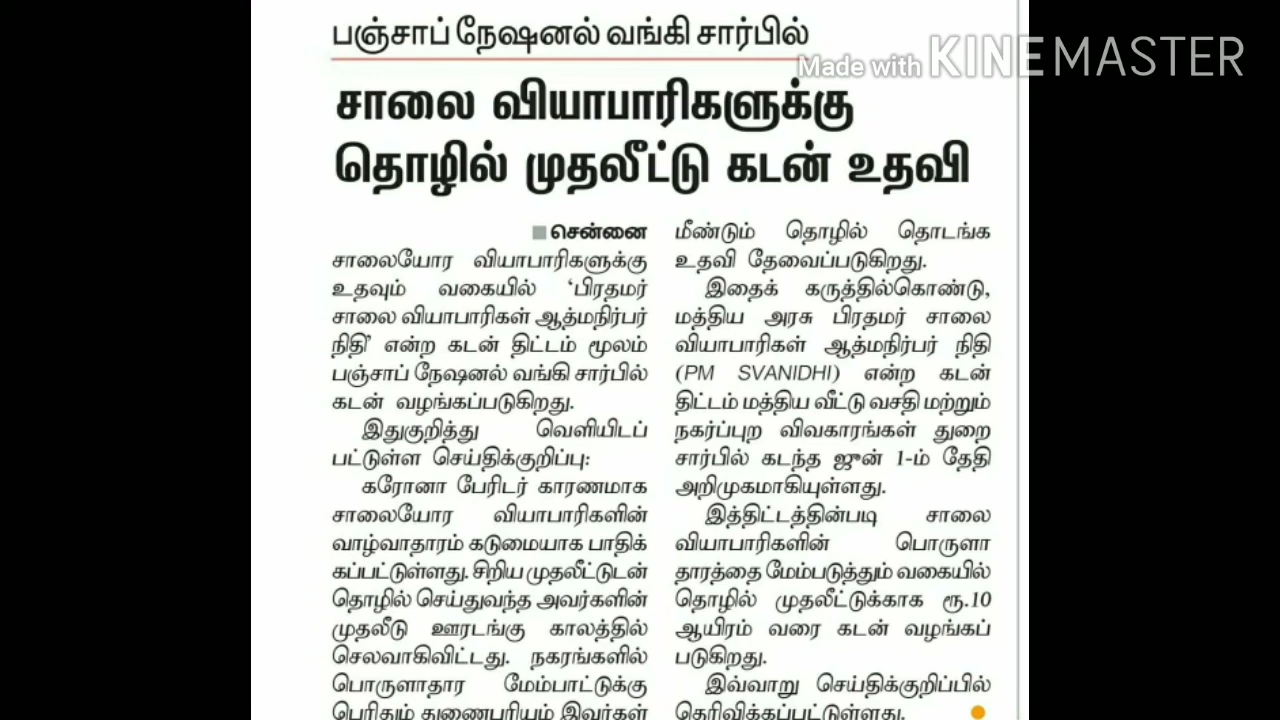 பஞ்சாப் நேஷனல் வங்கி சார்பில்
Made with KINEMASTER
சாலை வியாபாரிகளுக்கு
தொழில் முதலீட்டு கடன் உதவி
சென்னை
சாலையோர வியாபாரிகளுக்கு
உதவும் வகையில் ‘பிரதமர்
சாலை வியாபாரிகள் ஆத்மநிர்பர்
நிதி’ என்ற கடன் திட்டம் மூலம்
பஞ்சாப் நேஷனல் வங்கி சார்பில்
கடன் வழங்கப்படுகிறது.
இதுகுறித்து வெளியிடப்
பட்டுள்ள செய்திக்குறிப்பு:
கரோனா பேரிடர் காரணமாக
சாலையோர வியாபாரிகளின்
வாழ்வாதாரம் கடுமையாக பாதிக்
கப்பட்டுள்ளது. சிறிய முதலீட்டுடன்
தொழில் செய்துவந்த அவர்களின்
முதலீடு ஊரடங்கு காலத்தில்
செலவாகிவிட்டது. நகரங்களில்
பொருளாதார மேம்பாட்டுக்கு
பெரிதும் துணைபுரியும் இவர்கள்
மீண்டும் தொழில் தொடங்க
உதவி தேவைப்படுகிறது.
இதைக் கருத்தில்கொண்டு,
மத்திய அரசு பிரதமர் சாலை
வியாபாரிகள் ஆத்மநிர்பர் நிதி
(PM SVANIDHI) என்ற கடன்
திட்டம் மத்திய வீட்டு வசதி மற்றும்
நகர்ப்புற விவகாரங்கள் துறை
சார்பில் கடந்த ஜுன் 1-ம் தேதி
அறிமுகமாகியுள்ளது.
இத்திட்டத்தின்படி சாலை
வியாபாரிகளின் பொருளா
தாரத்தை மேம்படுத்தும் வகையில்
தொழில் முதலீட்டுக்காக ரூ.10
ஆயிரம் வரை கடன் வழங்கப்
படுகிறது.
இவ்வாறு செய்திக்குறிப்பில்
தெரிவிக்கப்பட்டுள்ளது.